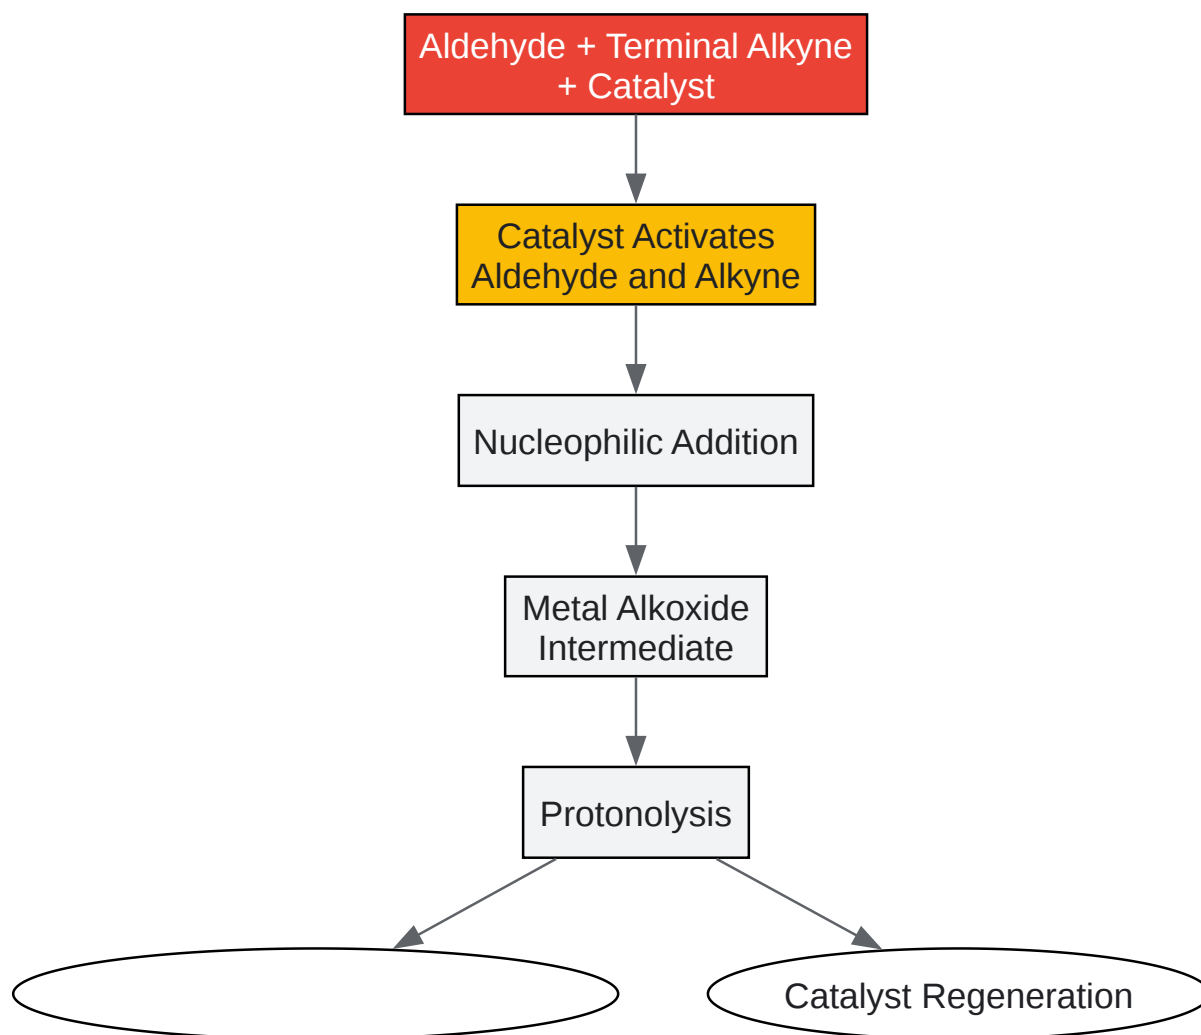 Aldehyde + Terminal Alkyne
+ Catalyst
Catalyst Activates
Aldehyde and Alkyne
Nucleophilic Addition
Metal Alkoxide
Intermediate
Protonolysis
Catalyst Regeneration